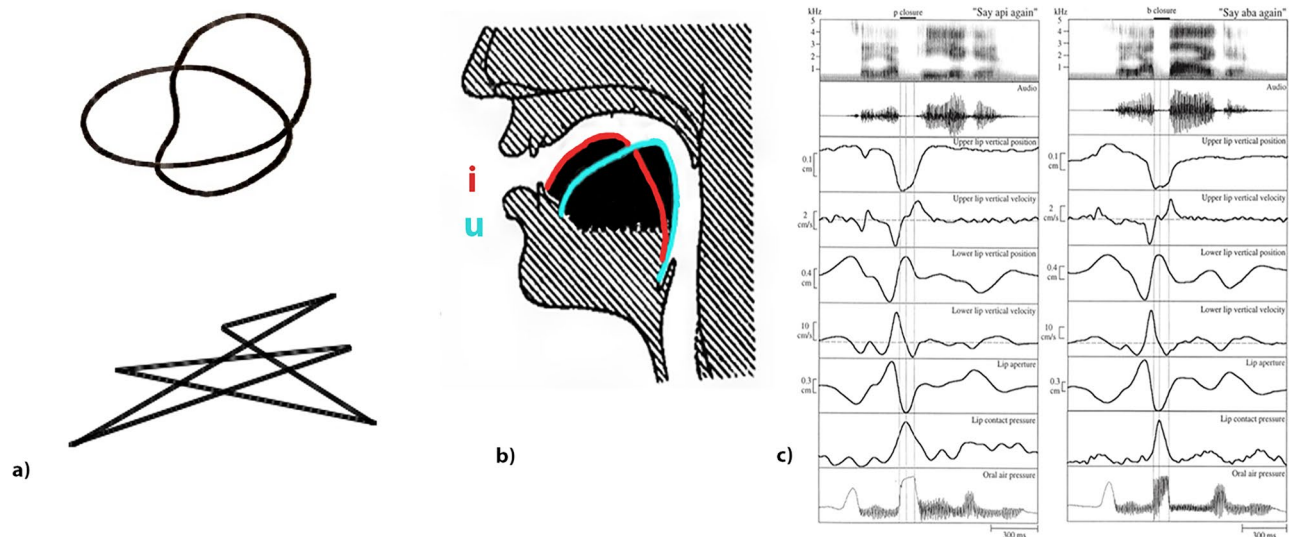 a)
i
u
b)
c)
kHz
p closure
"Say api again"
5
4
3
2
1
Audio
Upper lip vertical position
0.1
cm
Upper lip vertical velocity
2
cm/s
Lower lip vertical position
0.4
cm
Lower lip vertical velocity
10
cm/s
Lip aperture
0.3
cm
Lip contact pressure
Oral air pressure
300 ms
kHz
b closure
"Say aba again"
5
4
3
2
1
Audio
Upper lip vertical position
0.1
cm
Upper lip vertical velocity
2
cm/s
Lower lip vertical position
0.4
cm
Lower lip vertical velocity
10
cm/s
Lip aperture
0.3
cm
Lip contact pressure
Oral air pressure
300 ms